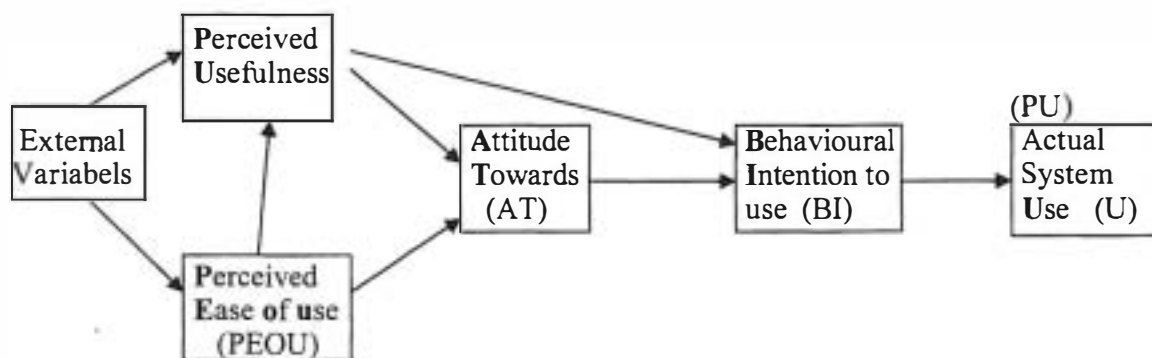 Perceived
Usefulness
External
Variabels
Perceived
Ease of use
(PEOU)
Attitude
Towards
(AT)
Behavioural
Intention to
use (BI)
(PU)
Actual
System
Use (U)